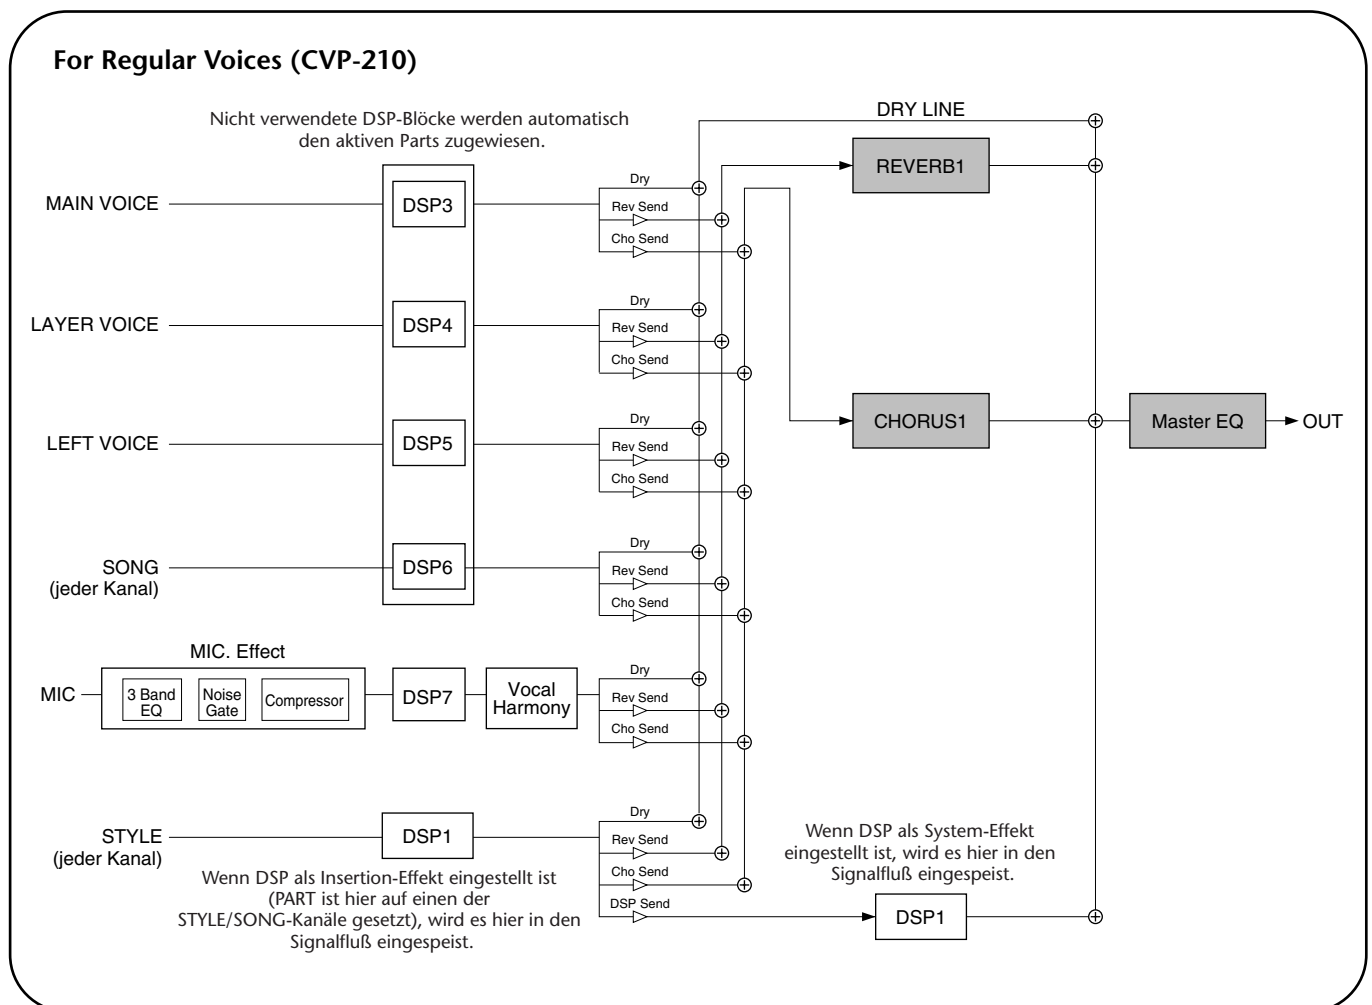 For Regular Voices (CVP-210)
Nicht verwendete DSP-Blöcke werden automatisch
den aktiven Parts zugewiesen.
DRY LINE
REVERB1
MAIN VOICE
DSP3
Dry
Rev Send
Cho Send
LAYER VOICE
DSP4
Dry
Rev Send
Cho Send
LEFT VOICE
DSP5
Dry
Rev Send
Cho Send
CHORUS1
Master EQ
OUT
SONG
(jeder Kanal)
DSP6
Dry
Rev Send
Cho Send
MIC. Effect
MIC
3 Band
EQ
Noise
Gate
Compressor
DSP7
Vocal
Harmony
Dry
Rev Send
Cho Send
STYLE
(jeder Kanal)
DSP1
Dry
Rev Send
Cho Send
DSP Send
Wenn DSP als Insertion-Effekt eingestellt ist
(PART ist hier auf einen der
STYLE/SONG-Kanäle gesetzt), wird es hier in den
Signalfluß eingespeist.
Wenn DSP als System-Effekt
eingestellt ist, wird es hier in den
Signalfluß eingespeist.
DSP1